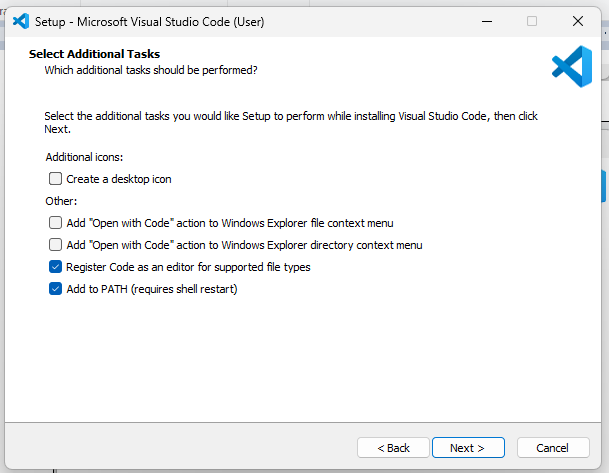 Setup - Microsoft Visual Studio Code (User)
Select Additional Tasks
Which additional tasks should be performed?
Select the additional tasks you would like Setup to perform while installing Visual Studio Code, then click
Next.
Additional icons:
Create a desktop icon
Other:
Add "Open with Code" action to Windows Explorer file context menu
Add "Open with Code" action to Windows Explorer directory context menu
Register Code as an editor for supported file types
Add to PATH (requires shell restart)
< Back
Next >
Cancel